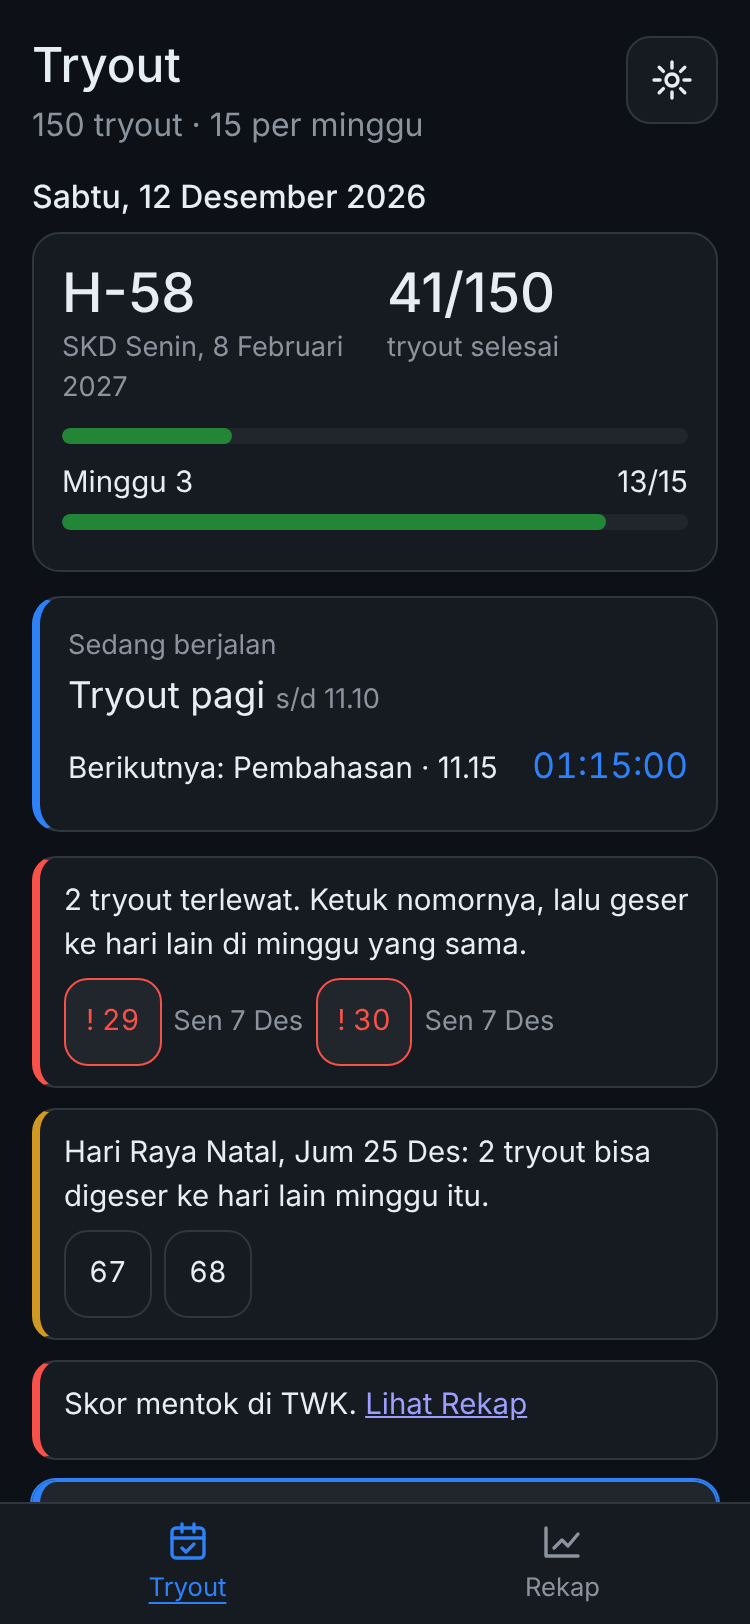 Tryout
150 tryout · 15 per minggu
Sabtu, 12 Desember 2026
H-58
SKD Senin, 8 Februari
2027
41/150
tryout selesai
Minggu 3
13/15
Sedang berjalan
Tryout pagi s/d 11.10
Berikutnya: Pembahasan · 11.15
01:15:00
2 tryout terlewat. Ketuk nomornya, lalu geser
ke hari lain di minggu yang sama.
! 29 Sen 7 Des ! 30 Sen 7 Des
Hari Raya Natal, Jum 25 Des: 2 tryout bisa
digeser ke hari lain minggu itu.
67 68
Skor mentok di TWK. Lihat Rekap
Tryout
Rekap